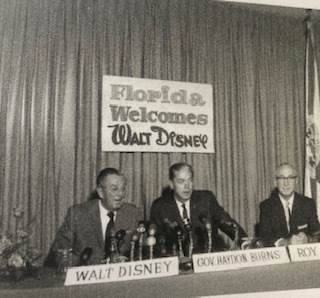 Florida
Welcomes
Walt Disney
WALT DISNEY
GOV. HAYDON BURNS
ROY